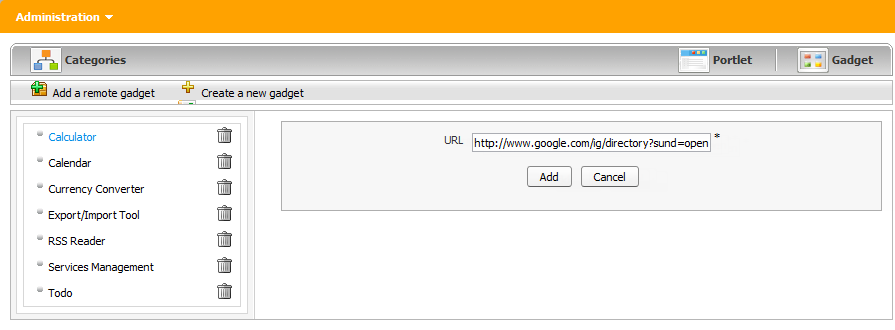 Administration
Categories Portlet Gadget
Add a remote gadget Create a new gadget
Calculator
Calendar
Currency Converter
Export/Import Tool
RSS Reader
Services Management
Todo
URL http://www.google.com/ig/directory?sund=open *
Add Cancel